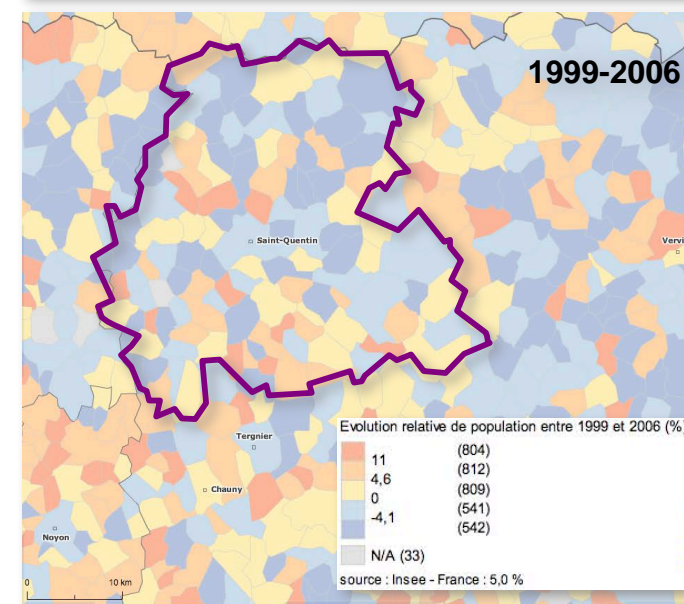 1999-2006
Saint-Quentin
Tergnier
Chauny
Noyon
0 10 km
Evolution relative de population entre 1999 et 2006 (%
11
4,6
0
-4,1
(804)
(812)
(809)
(541)
(542)
N/A (33)
source : Insee - France : 5,0 %